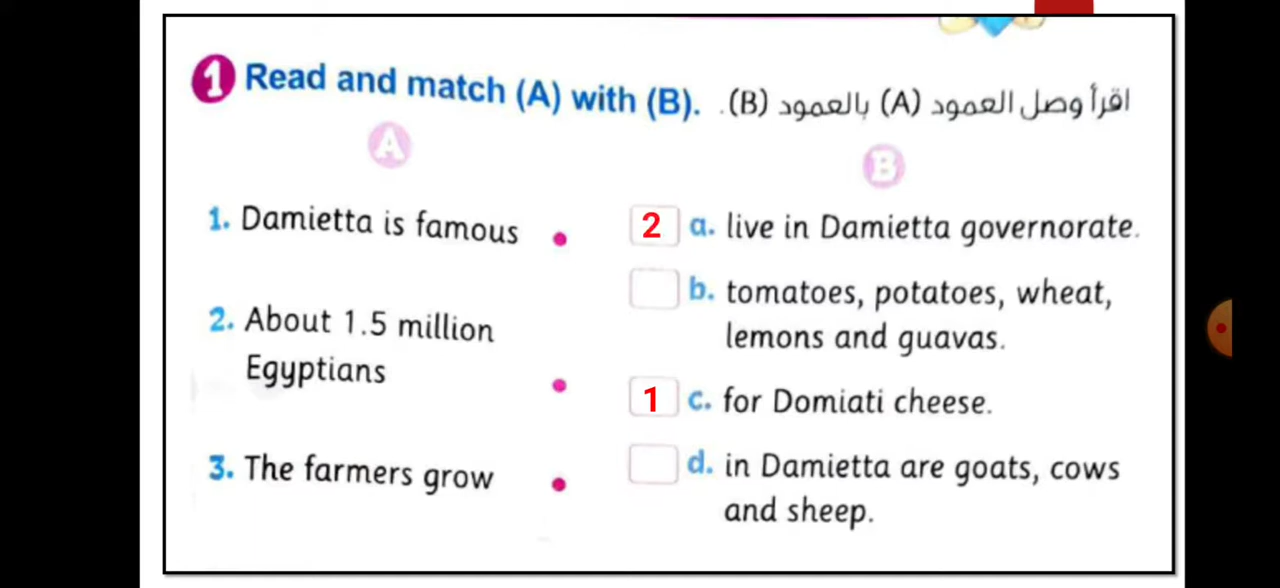 1 Read and match (A) with (B). اقرأ وصل العمود (A) بالعمود (B).
A
B
1. Damietta is famous
2. About 1.5 million
Egyptians
3. The farmers grow
2 a. live in Damietta governorate.
b. tomatoes, potatoes, wheat,
lemons and guavas.
1 c. for Domiati cheese.
d. in Damietta are goats, cows
and sheep.